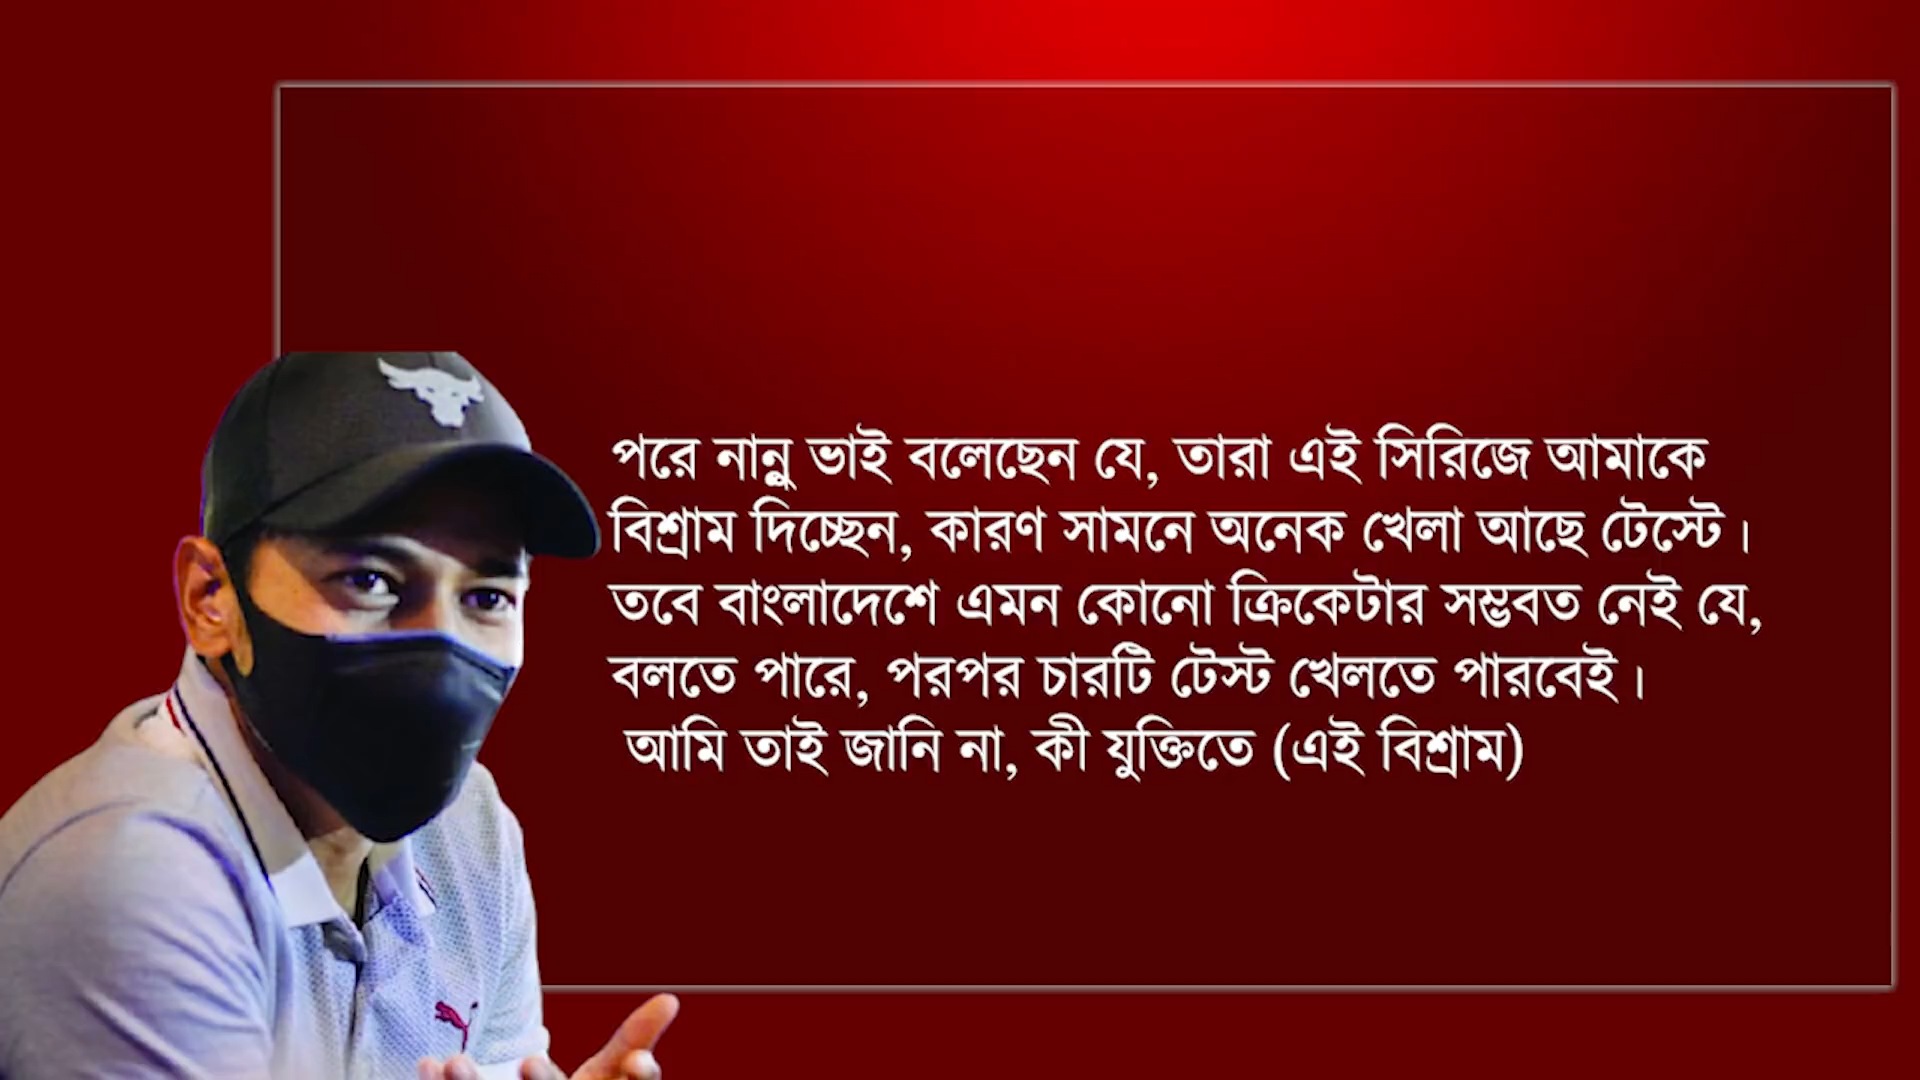 পরে নান্নু ভাই বলেছেন যে, তারা এই সিরিজে আমাকে
বিশ্রাম দিচ্ছেন, কারণ সামনে অনেক খেলা আছে টেস্টে।
তবে বাংলাদেশে এমন কোনো ক্রিকেটার সম্ভবত নেই যে,
বলতে পারে, পরপর চারটি টেস্ট খেলতে পারবেই।
আমি তাই জানি না, কী যুক্তিতে (এই বিশ্রাম)